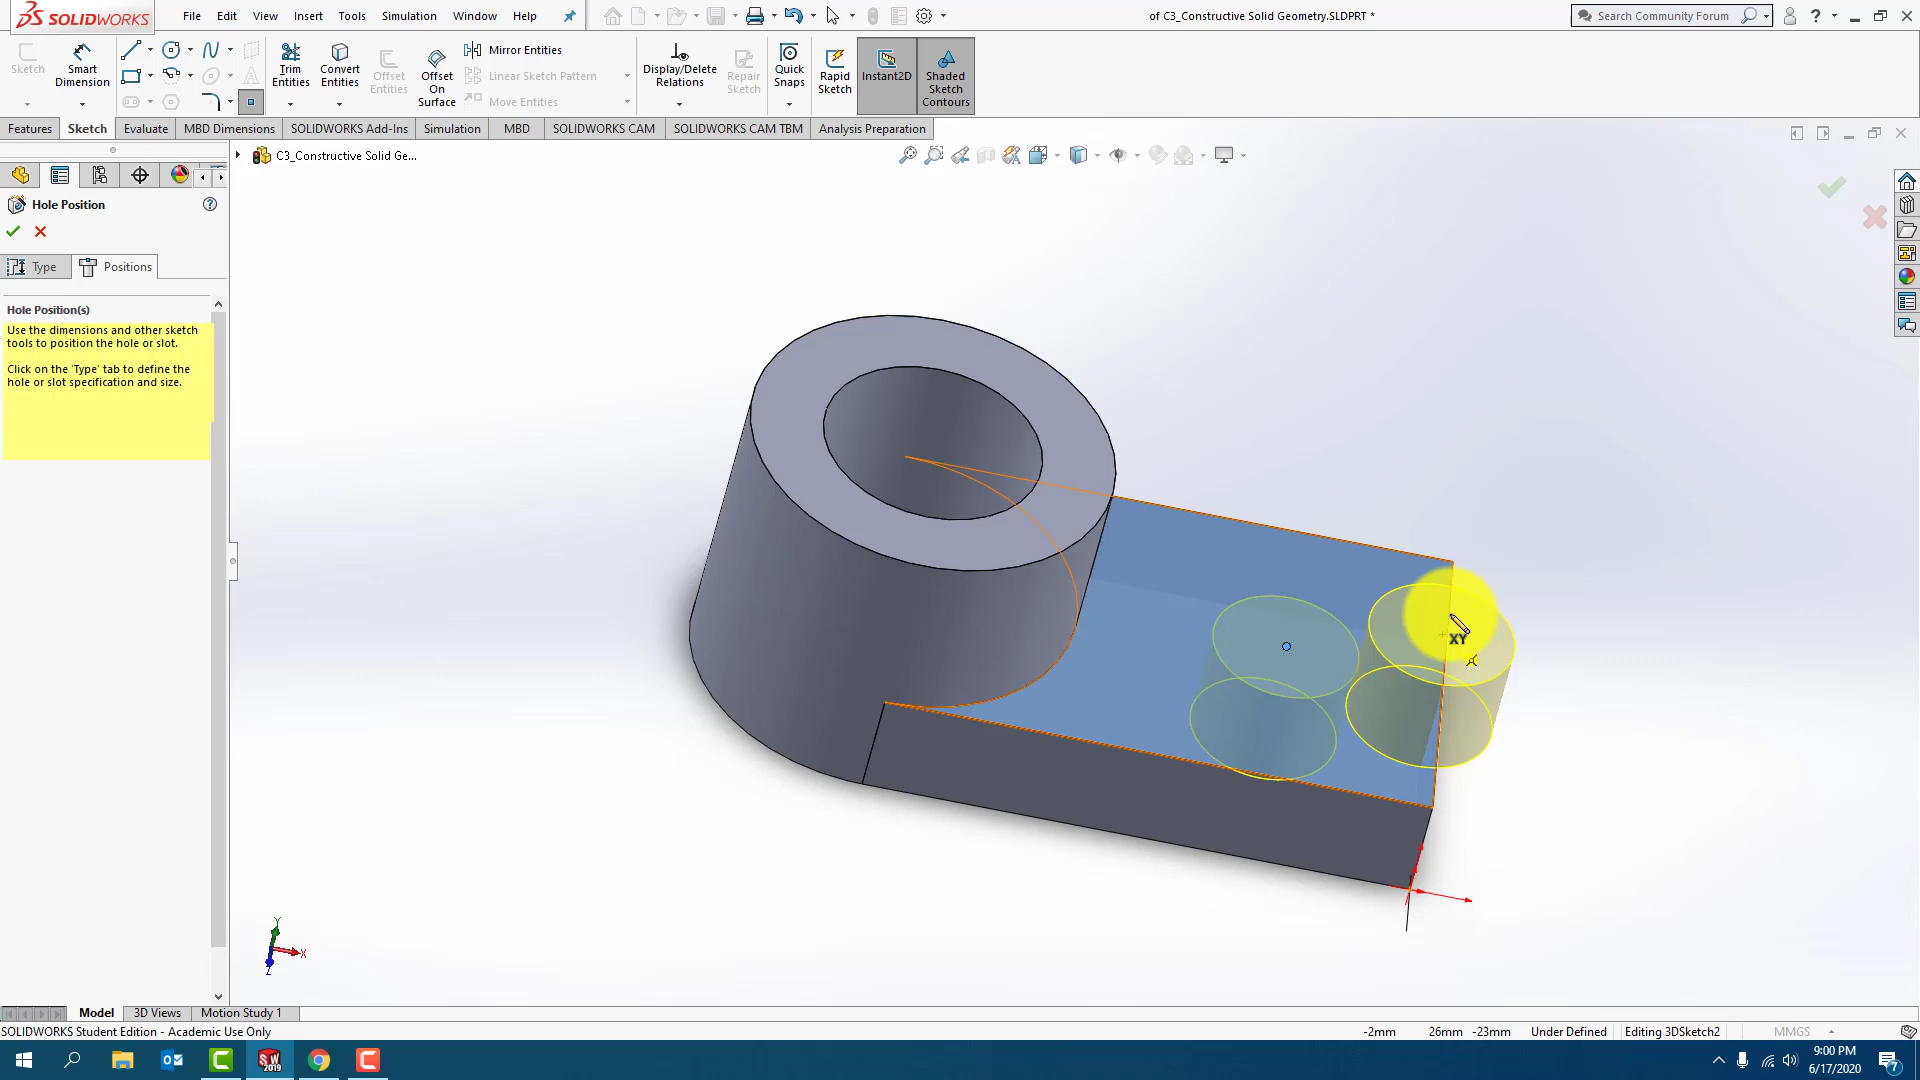 SOLIDWORKS File Edit View Insert Tools Simulation Window Help of C3_Constructive Solid Geometry.SLDPRT * Search Community Forum ?
Sketch
Smart Dimension
Trim Entities
Convert Entities
Offset Entities
Offset On Surface
Mirror Entities
Linear Sketch Pattern
Move Entities
Display/Delete Relations
Repair Sketch
Quick Snaps
Rapid Sketch
Instant2D
Shaded Sketch Contours
Features Sketch Evaluate MBD Dimensions SOLIDWORKS Add-Ins Simulation MBD SOLIDWORKS CAM SOLIDWORKS CAM TBM Analysis Preparation
C3_Constructive Solid Ge...
Hole Position ?
Type Positions
Hole Position(s)
Use the dimensions and other sketch
tools to position the hole or slot.
Click on the 'Type' tab to define the
hole or slot specification and size.
XY
Y
X
Z
Model 3D Views Motion Study 1
SOLIDWORKS Student Edition - Academic Use Only -2mm 26mm -23mm Under Defined Editing 3DSketch2 MMGS
SW 2019
9:00 PM
6/17/2020
7